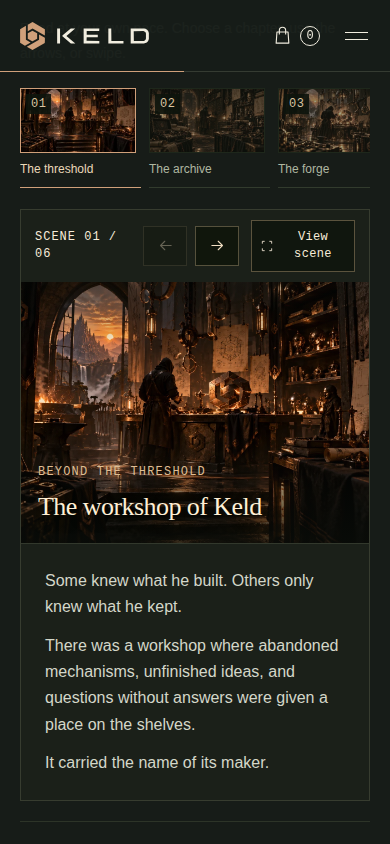 KELD
0
01
02
03
The threshold
The archive
The forge
SCENE 01 /
06
View
scene
BEYOND THE THRESHOLD
The workshop of Keld
Some knew what he built. Others only
knew what he kept.
There was a workshop where abandoned
mechanisms, unfinished ideas, and
questions without answers were given a
place on the shelves.
It carried the name of its maker.